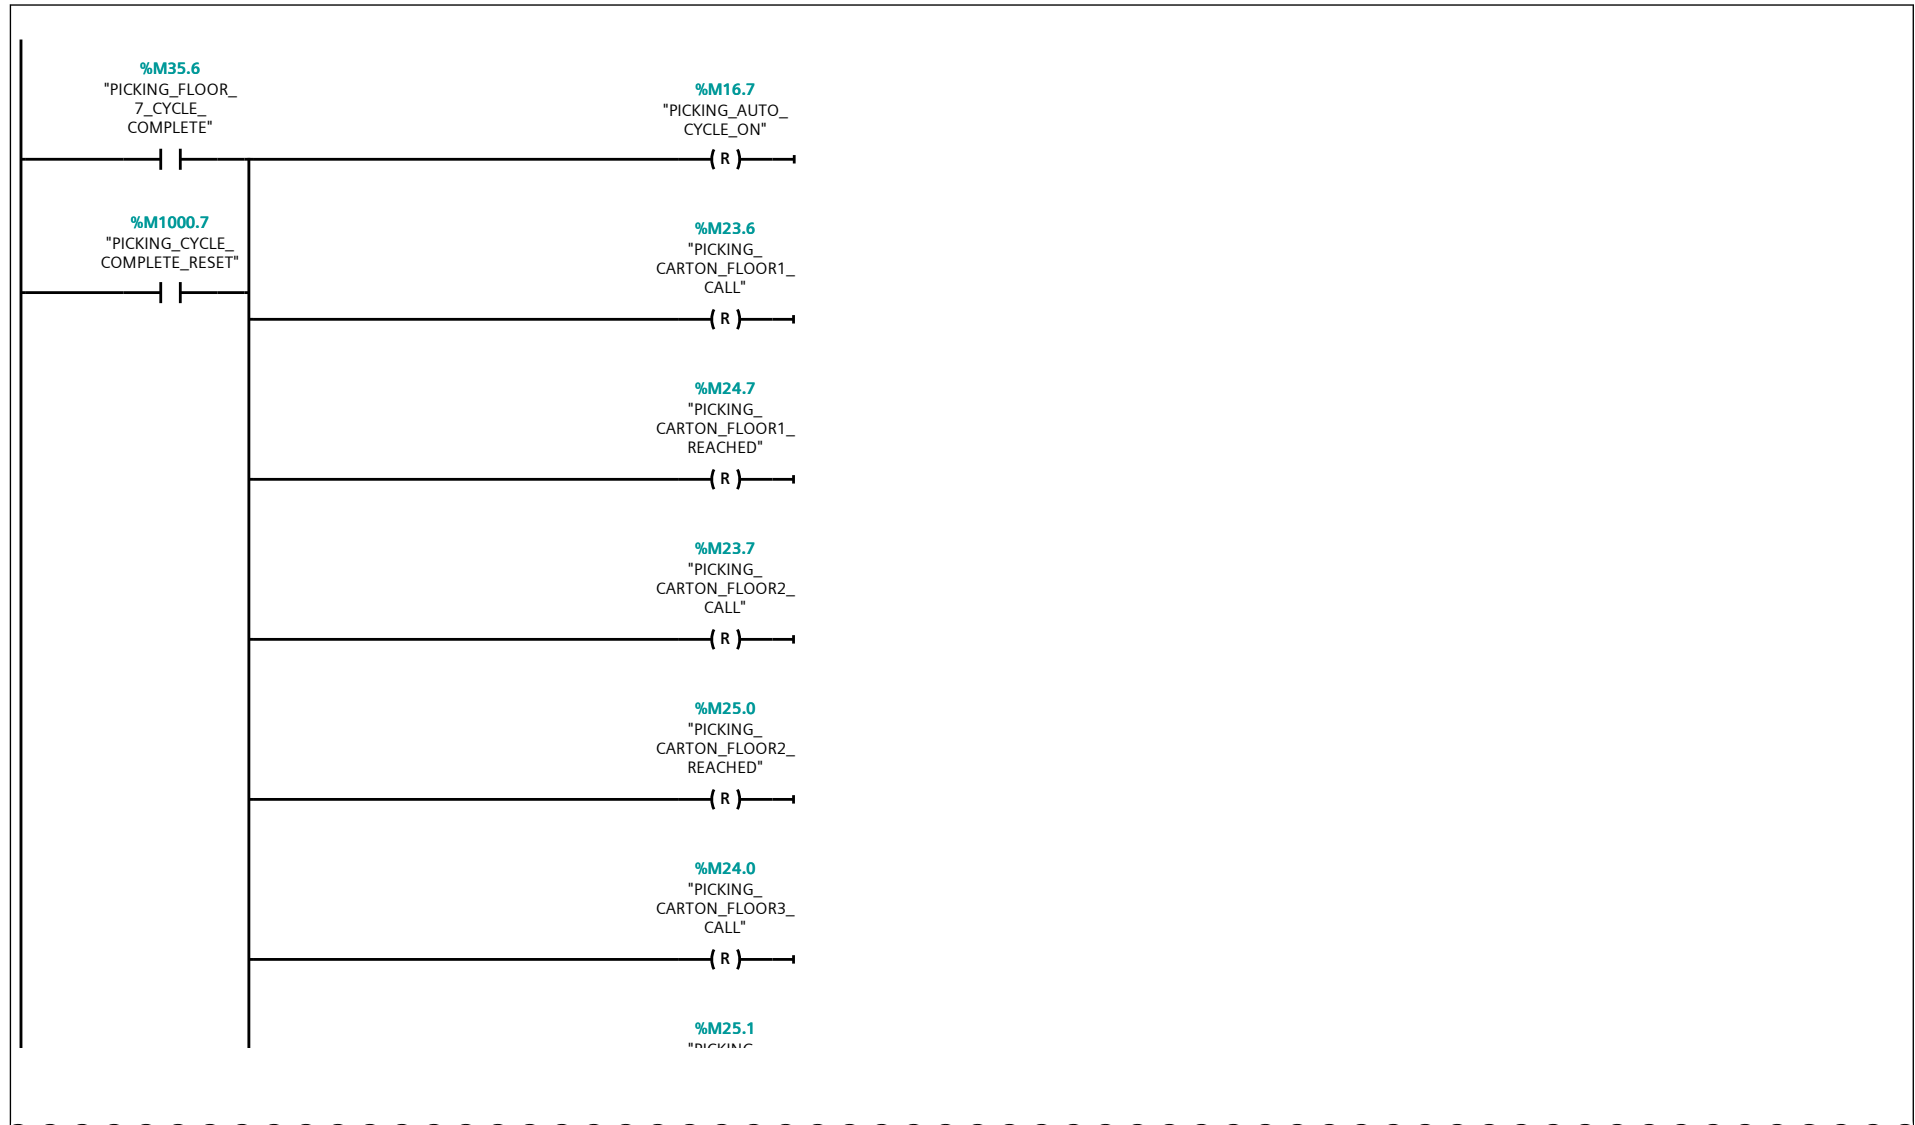 %M35.6
"PICKING_FLOOR_
7_CYCLE_
COMPLETE"
%M16.7
"PICKING_AUTO_
CYCLE_ON"
R
%M1000.7
"PICKING_CYCLE_
COMPLETE_RESET"
%M23.6
"PICKING_
CARTON_FLOOR1_
CALL"
R
%M24.7
"PICKING_
CARTON_FLOOR1_
REACHED"
R
%M23.7
"PICKING_
CARTON_FLOOR2_
CALL"
R
%M25.0
"PICKING_
CARTON_FLOOR2_
REACHED"
R
%M24.0
"PICKING_
CARTON_FLOOR3_
CALL"
R
%M25.1
"PICKING_